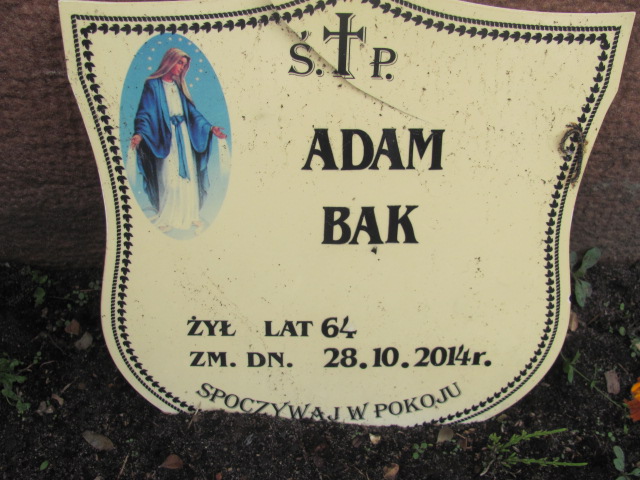 Ś.†P.
ADAM
BĄK
ŻYŁ LAT 64
ZM. DN. 28.10.2014r.
SPOCZYWAJ W POKOJU